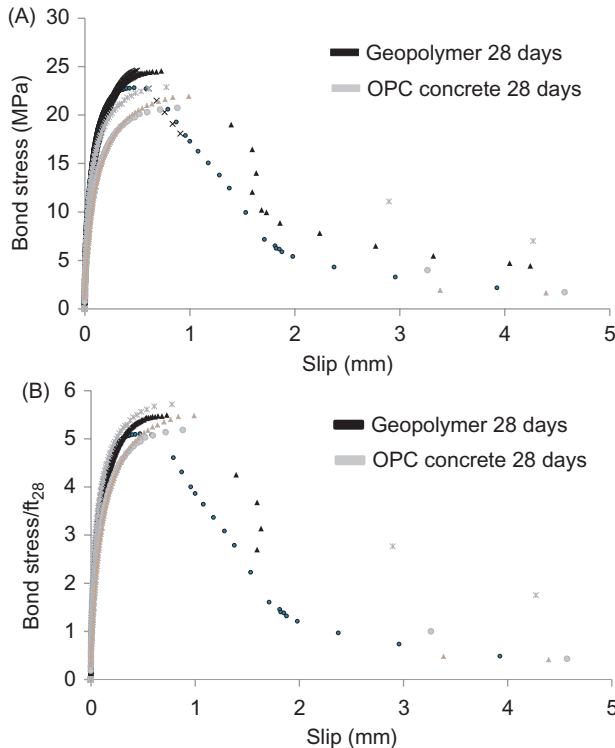 (A)
30
25
20
15
10
5
0
Bond stress (MPa)
Geopolymer 28 days
OPC concrete 28 days
0 1 2 3 4 5
Slip (mm)
(B)
6
5
4
3
2
1
0
Bond stress/ft₂₈
Geopolymer 28 days
OPC concrete 28 days
0 1 2 3 4 5
Slip (mm)